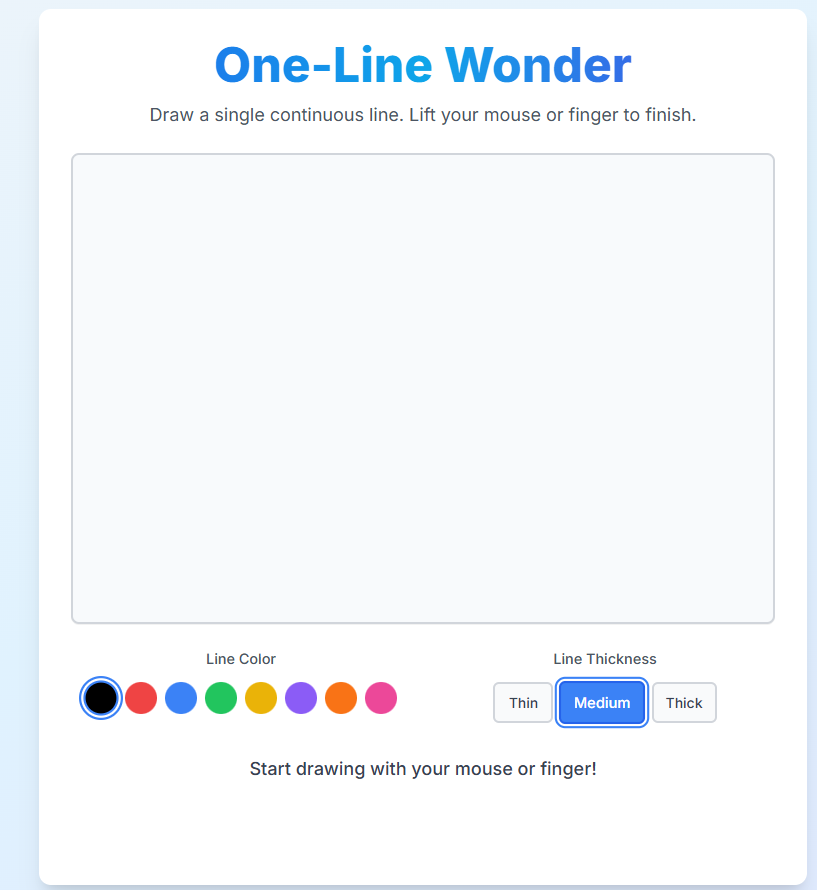 One-Line Wonder
Draw a single continuous line. Lift your mouse or finger to finish.
Line Color
Line Thickness
Thin
Medium
Thick
Start drawing with your mouse or finger!